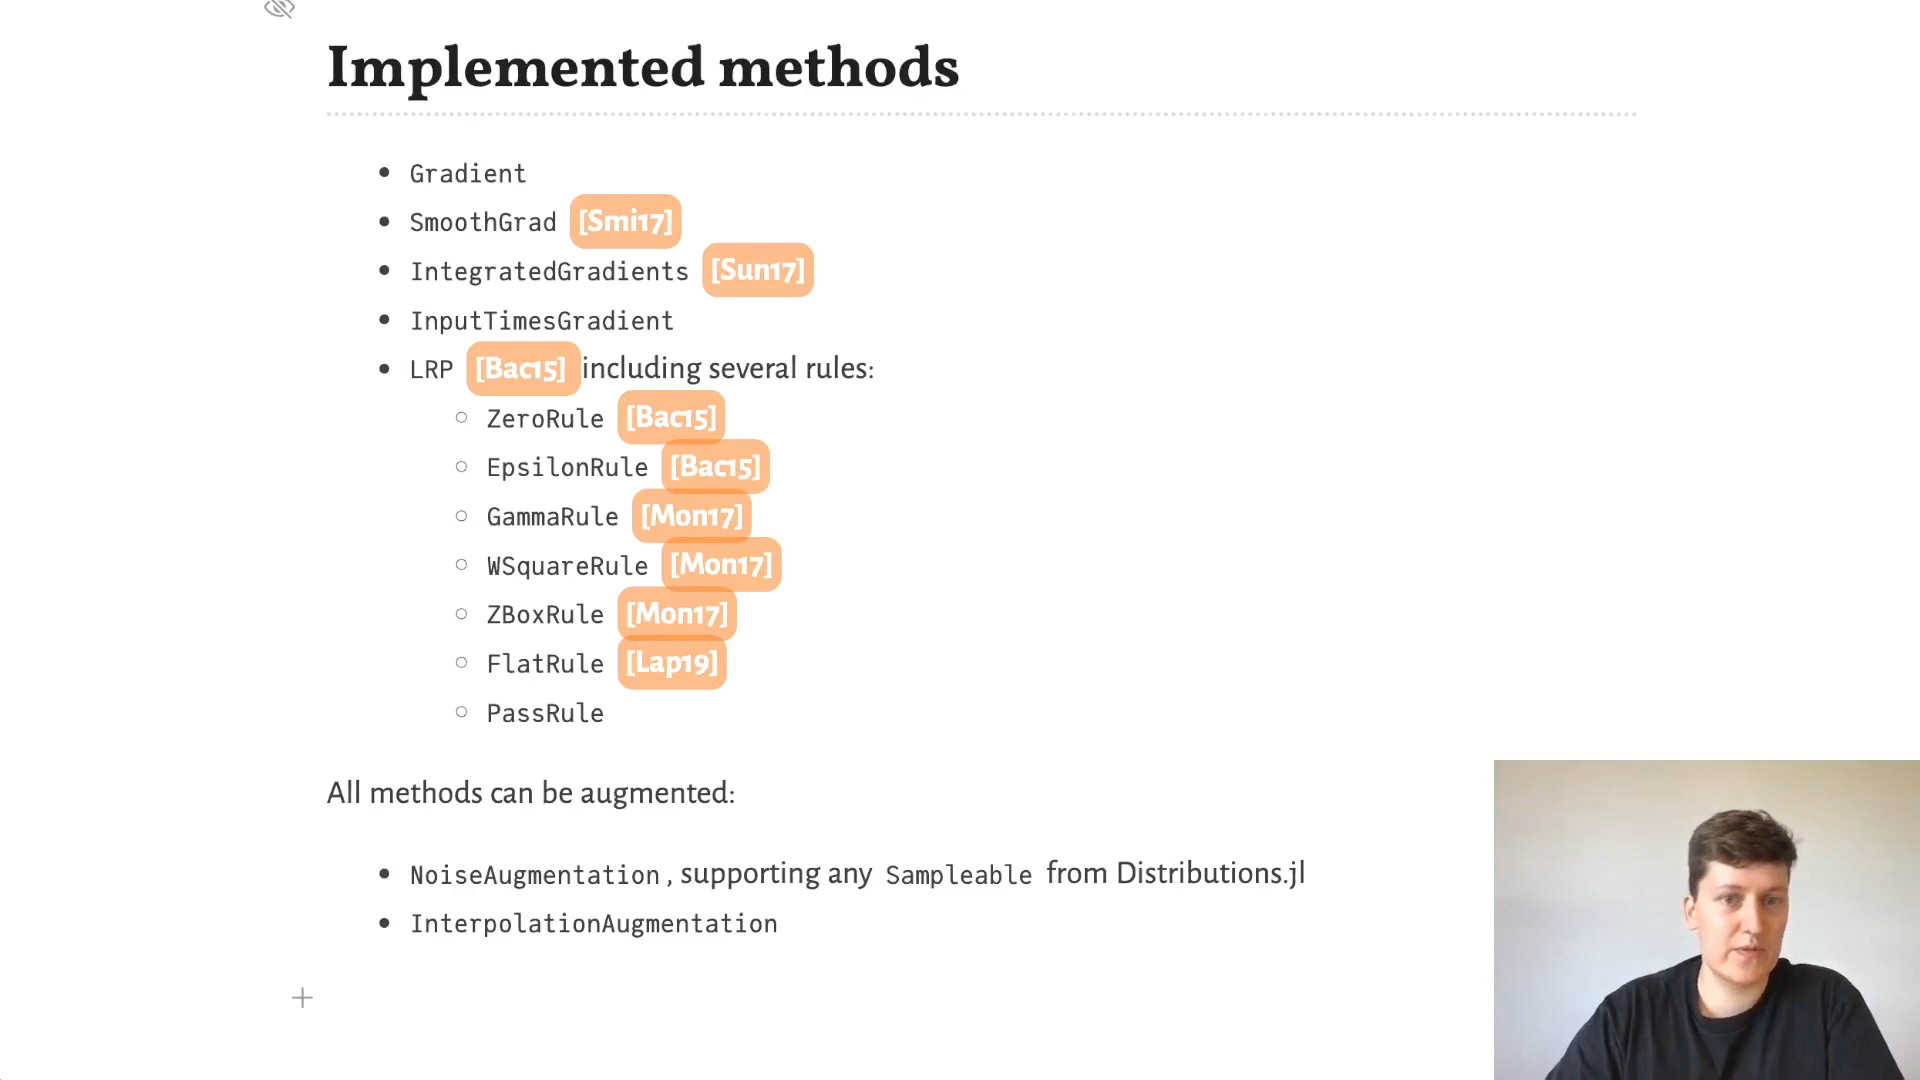 Implemented methods
Gradient
SmoothGrad [Smi17]
IntegratedGradients [Sun17]
InputTimesGradient
LRP [Bac15] including several rules:
ZeroRule [Bac15]
EpsilonRule [Bac15]
GammaRule [Mon17]
WSquareRule [Mon17]
ZBoxRule [Mon17]
FlatRule [Lap19]
PassRule
All methods can be augmented:
NoiseAugmentation, supporting any Sampleable from Distributions.jl
InterpolationAugmentation